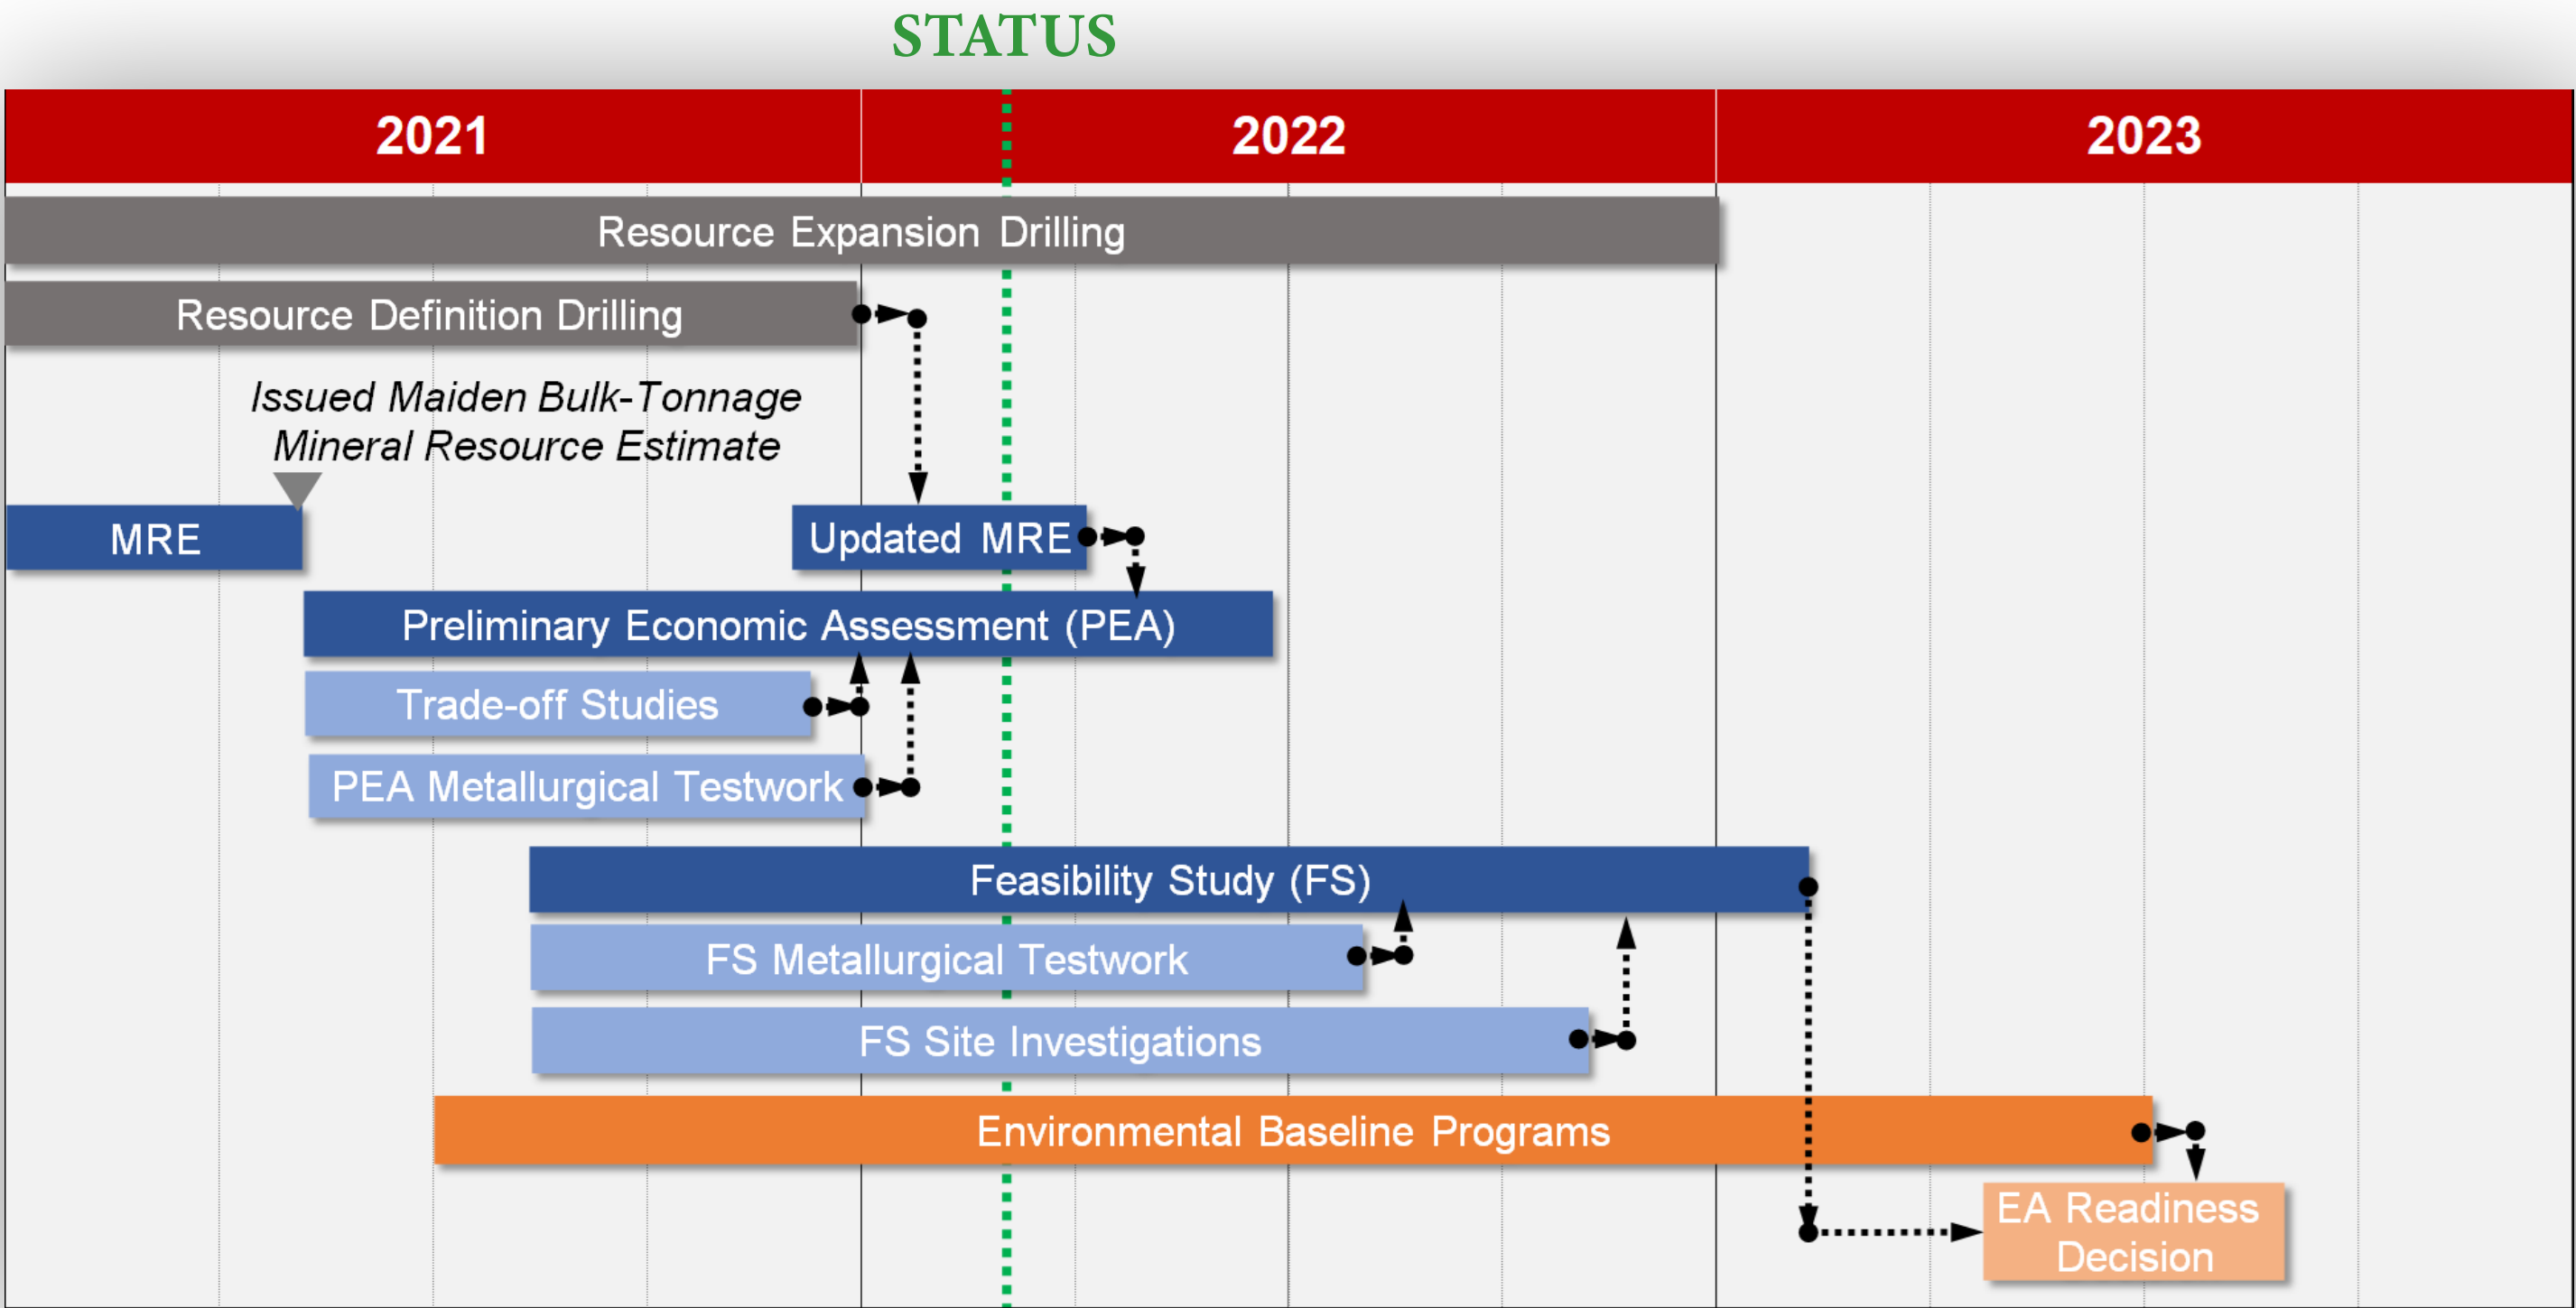 STATUS
2021
2022
2023
Resource Expansion Drilling
Resource Definition Drilling
Issued Maiden Bulk-Tonnage
Mineral Resource Estimate
MRE
Updated MRE
Preliminary Economic Assessment (PEA)
Trade-off Studies
PEA Metallurgical Testwork
Feasibility Study (FS)
FS Metallurgical Testwork
FS Site Investigations
Environmental Baseline Programs
EA Readiness
Decision